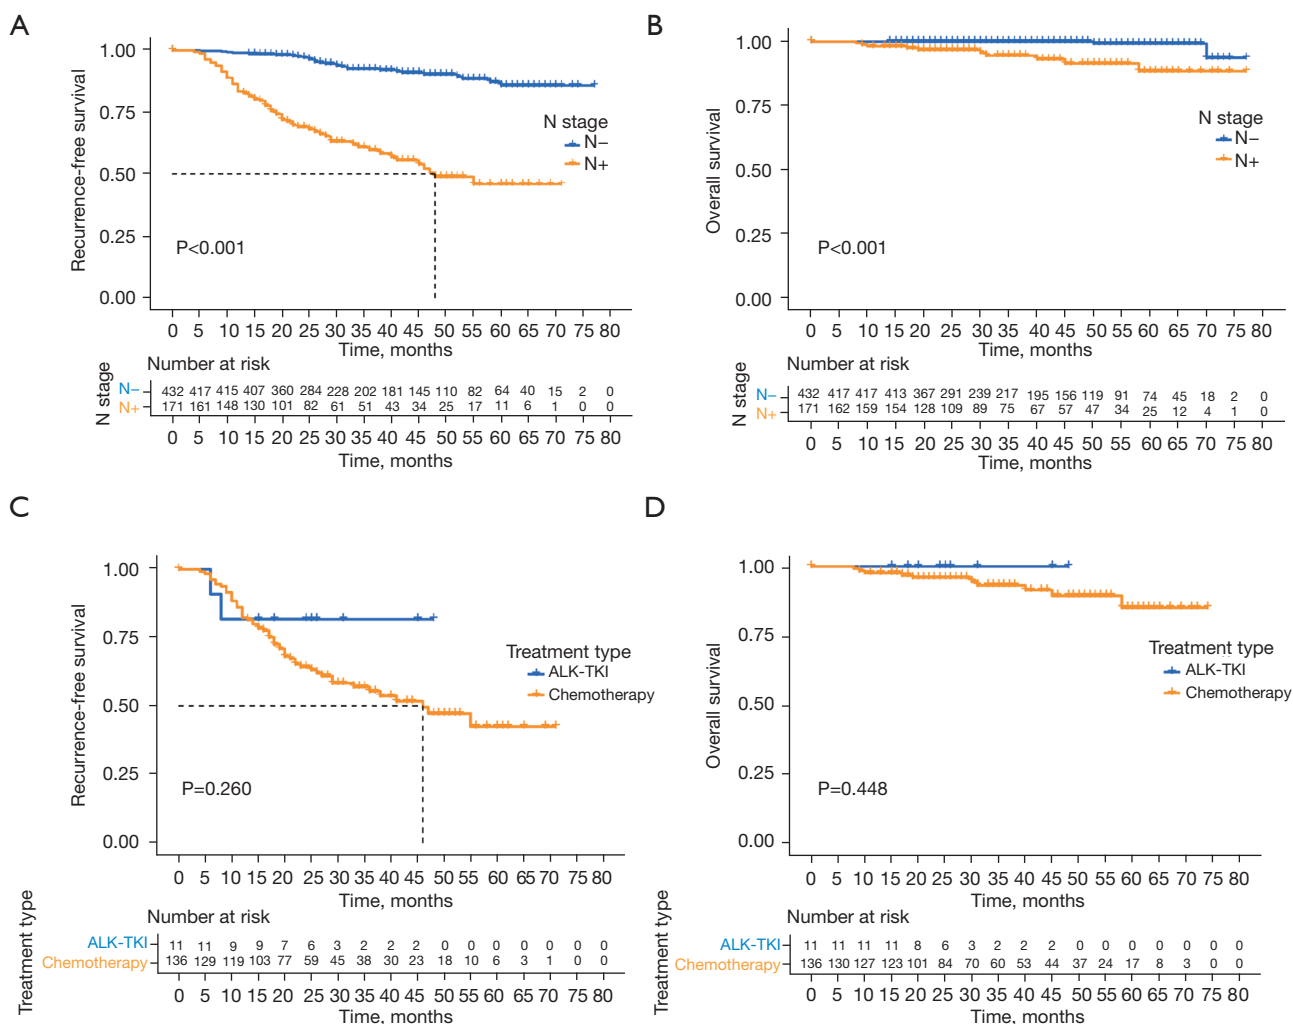 A
Recurrence-free survival
1.00
0.75
0.50
0.25
0.00
N stage
N−
N+
P<0.001
0 5 10 15 20 25 30 35 40 45 50 55 60 65 70 75 80
Time, months
Number at risk
N stage
N− 432 417 415 407 360 284 228 202 181 145 110 82 64 40 15 2 0
N+ 171 161 148 130 101 82 61 51 43 34 25 17 11 6 1 0 0
0 5 10 15 20 25 30 35 40 45 50 55 60 65 70 75 80
Time, months
B
Overall survival
1.00
0.75
0.50
0.25
0.00
N stage
N−
N+
P<0.001
0 5 10 15 20 25 30 35 40 45 50 55 60 65 70 75 80
Time, months
Number at risk
N stage
N− 432 417 417 413 367 291 239 217 195 156 119 91 74 45 18 2 0
N+ 171 162 159 154 128 109 89 75 67 57 47 34 25 12 4 1 0
0 5 10 15 20 25 30 35 40 45 50 55 60 65 70 75 80
Time, months
C
Recurrence-free survival
1.00
0.75
0.50
0.25
0.00
Treatment type
ALK-TKI
Chemotherapy
P=0.260
0 5 10 15 20 25 30 35 40 45 50 55 60 65 70 75 80
Time, months
Number at risk
Treatment type
ALK-TKI 11 11 9 9 7 6 3 2 2 2 0 0 0 0 0 0 0
Chemotherapy 136 129 119 103 77 59 45 38 30 23 18 10 6 3 1 0 0
0 5 10 15 20 25 30 35 40 45 50 55 60 65 70 75 80
Time, months
D
Overall survival
1.00
0.75
0.50
0.25
0.00
Treatment type
ALK-TKI
Chemotherapy
P=0.448
0 5 10 15 20 25 30 35 40 45 50 55 60 65 70 75 80
Time, months
Number at risk
Treatment type
ALK-TKI 11 11 11 11 8 6 3 2 2 2 0 0 0 0 0 0 0
Chemotherapy 136 130 127 123 101 84 70 60 53 44 37 24 17 8 3 0 0
0 5 10 15 20 25 30 35 40 45 50 55 60 65 70 75 80
Time, months